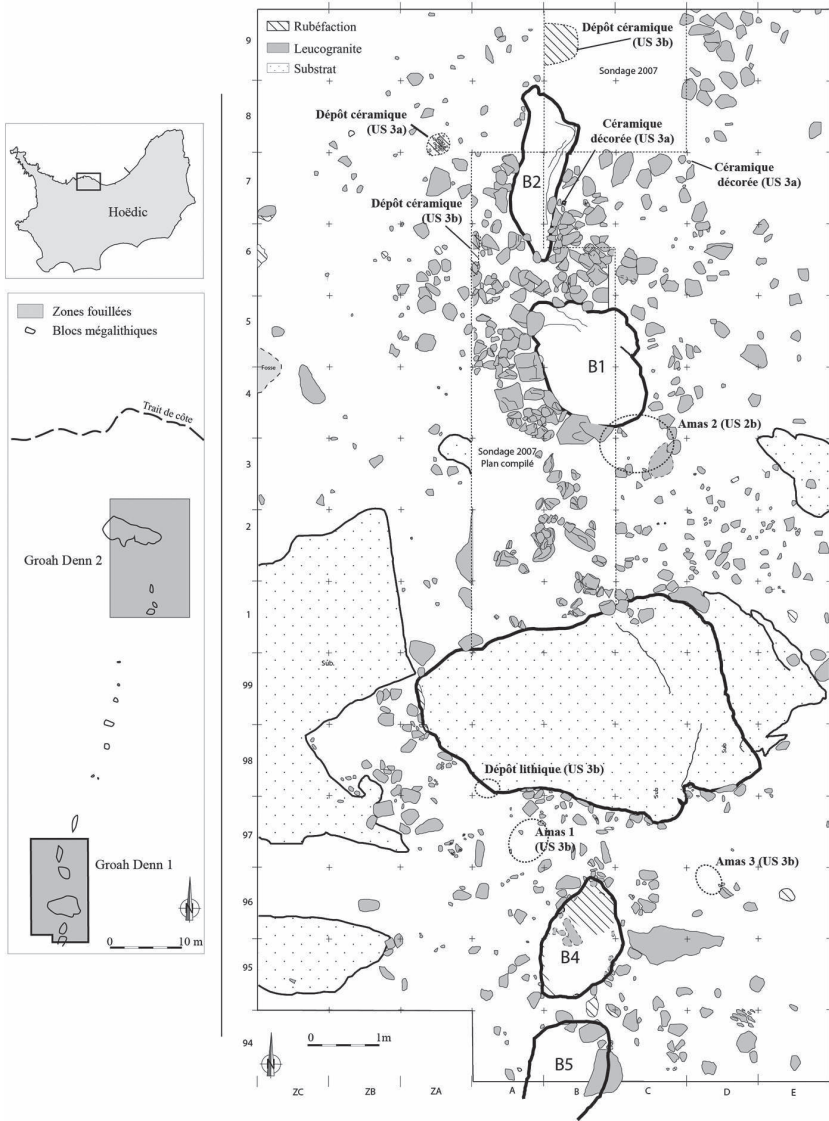 Hoëdic
Zones fouillées
Blocs mégalithiques
Trait de côte
Groah Denn 2
Groah Denn 1
N
0 10 m
Rubéfaction
Leucogranite
Substrat
Dépôt céramique
(US 3b)
Sondage 2007
Dépôt céramique
(US 3a)
Céramique
décorée (US 3a)
Céramique
décorée (US 3a)
Dépôt céramique
(US 3b)
B2
B1
Fosse
Amas 2 (US 2b)
Sondage 2007
Plan compilé
Sub.
Sub.
Sub.
Dépôt lithique (US 3b)
Amas 1
(US 3b)
Amas 3 (US 3b)
B4
B5
0 1m
N
9
8
7
6
5
4
3
2
1
99
98
97
96
95
94
ZC ZB ZA A B C D E